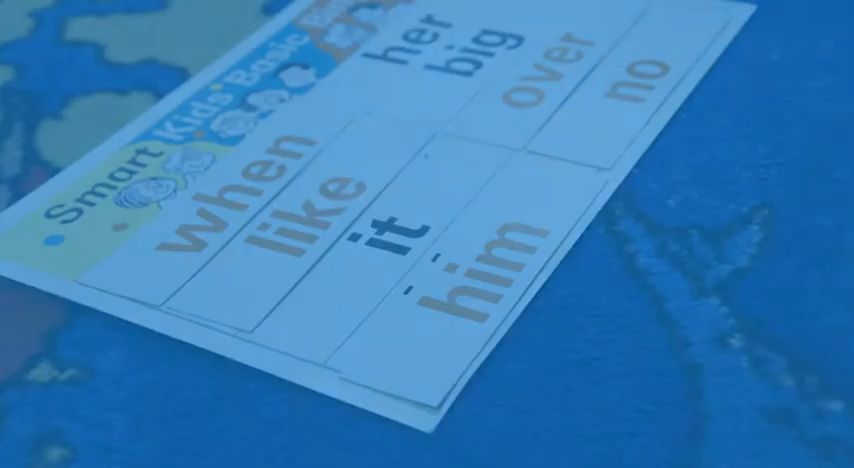 Smart Kids' Basic
when her
like big
it over
him no